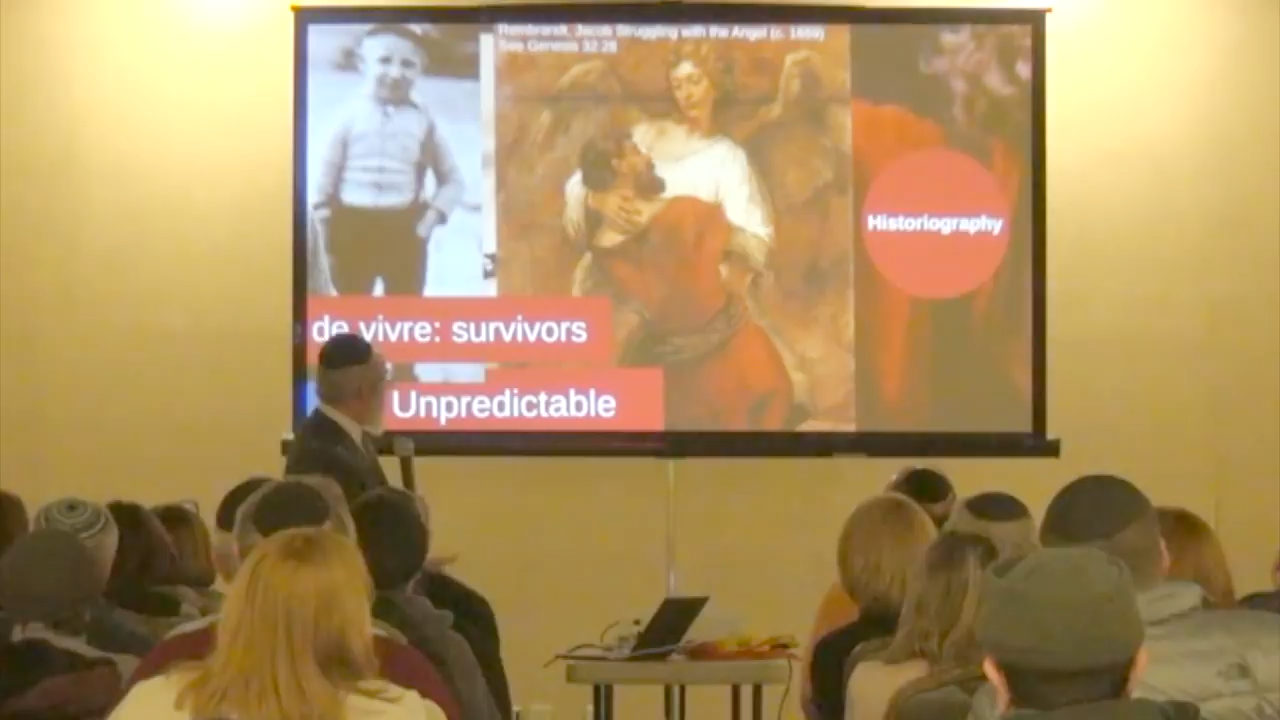 Rembrandt, Jacob Struggling with the Angel (c. 1659)
See Genesis 32:28
Historiography
de vivre: survivors
Unpredictable